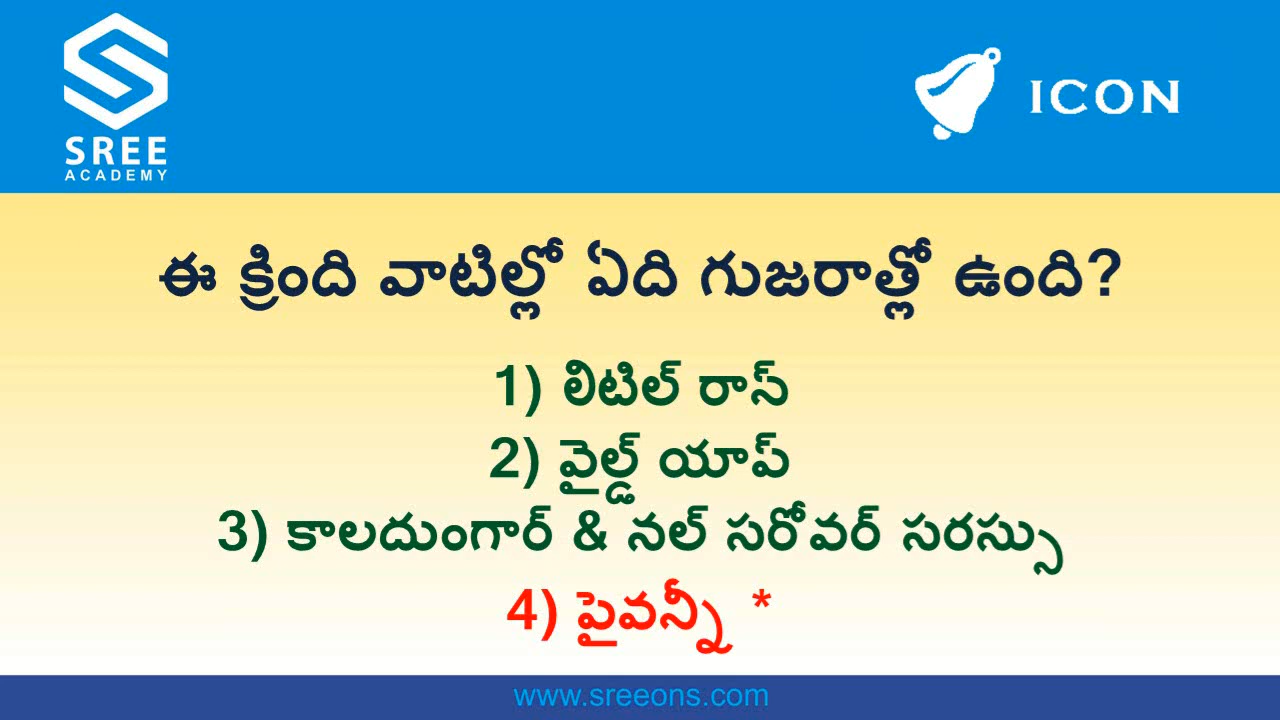 SREE
ACADEMY
ICON
ఈ క్రింది వాటిల్లో ఏది గుజరాత్లో ఉంది?
1) లిటిల్ రాస్
2) వైల్డ్ యాప్
3) కాలదుంగార్ & నల్ సరోవర్ సరస్సు
4) పైవన్నీ *
www.sreeons.com